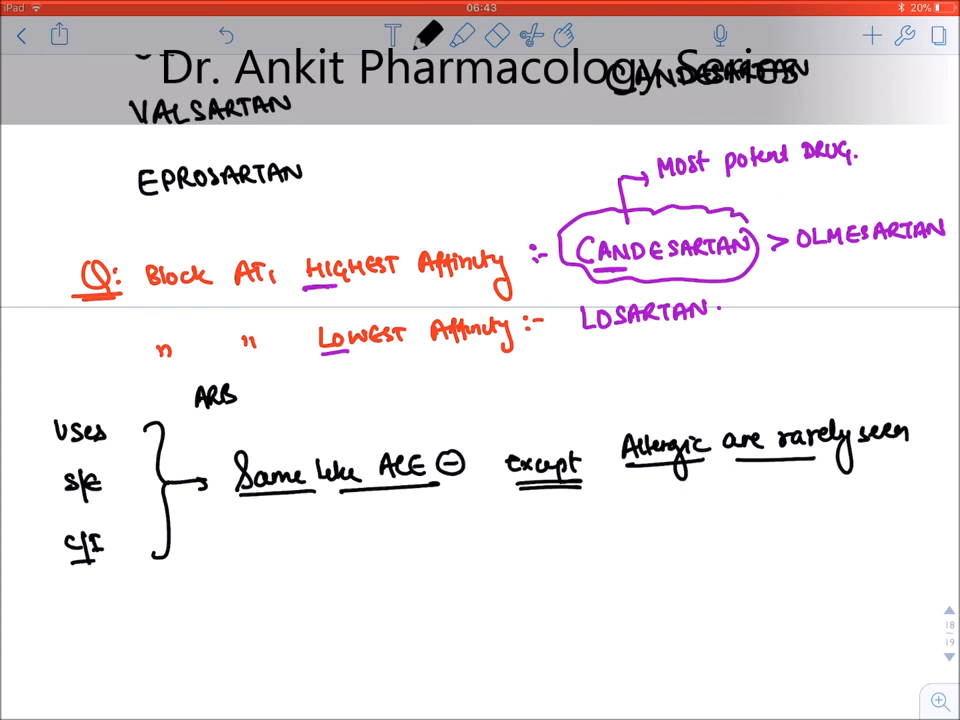 iPad 06:43 20%
T
Dr. Ankit Pharmacology Series
CANDESARTAN
VALSARTAN
EPROSARTAN
Most potent DRUG.
Q: Block AT₁ HIGHEST Affinity :- CANDESARTAN > OLMESARTAN
" " LOWEST Affinity :- LOSARTAN.
ARB
Uses
S/E
C/I
Same like ACE ⊖ except Allergic are rarely seen
18
19